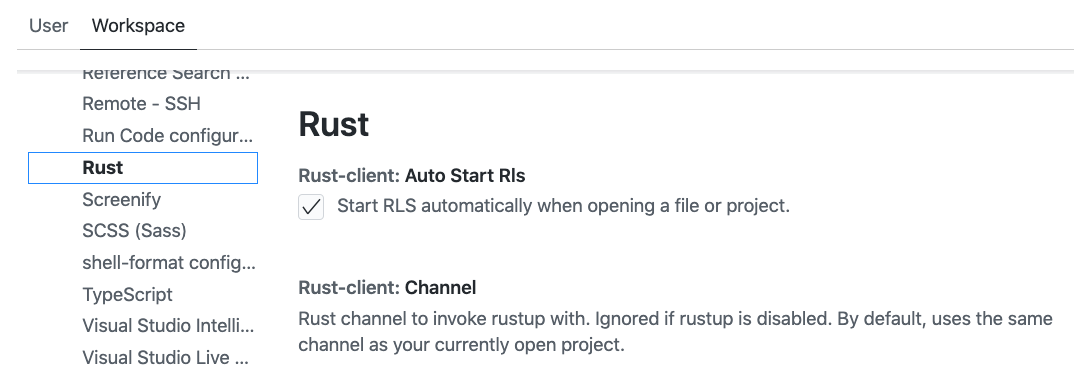 User Workspace
Reference Search ...
Remote - SSH
Run Code configur...
Rust
Screenify
SCSS (Sass)
shell-format config...
TypeScript
Visual Studio Intelli...
Visual Studio Live ...
Rust
Rust-client: Auto Start Rls
Start RLS automatically when opening a file or project.
Rust-client: Channel
Rust channel to invoke rustup with. Ignored if rustup is disabled. By default, uses the same
channel as your currently open project.